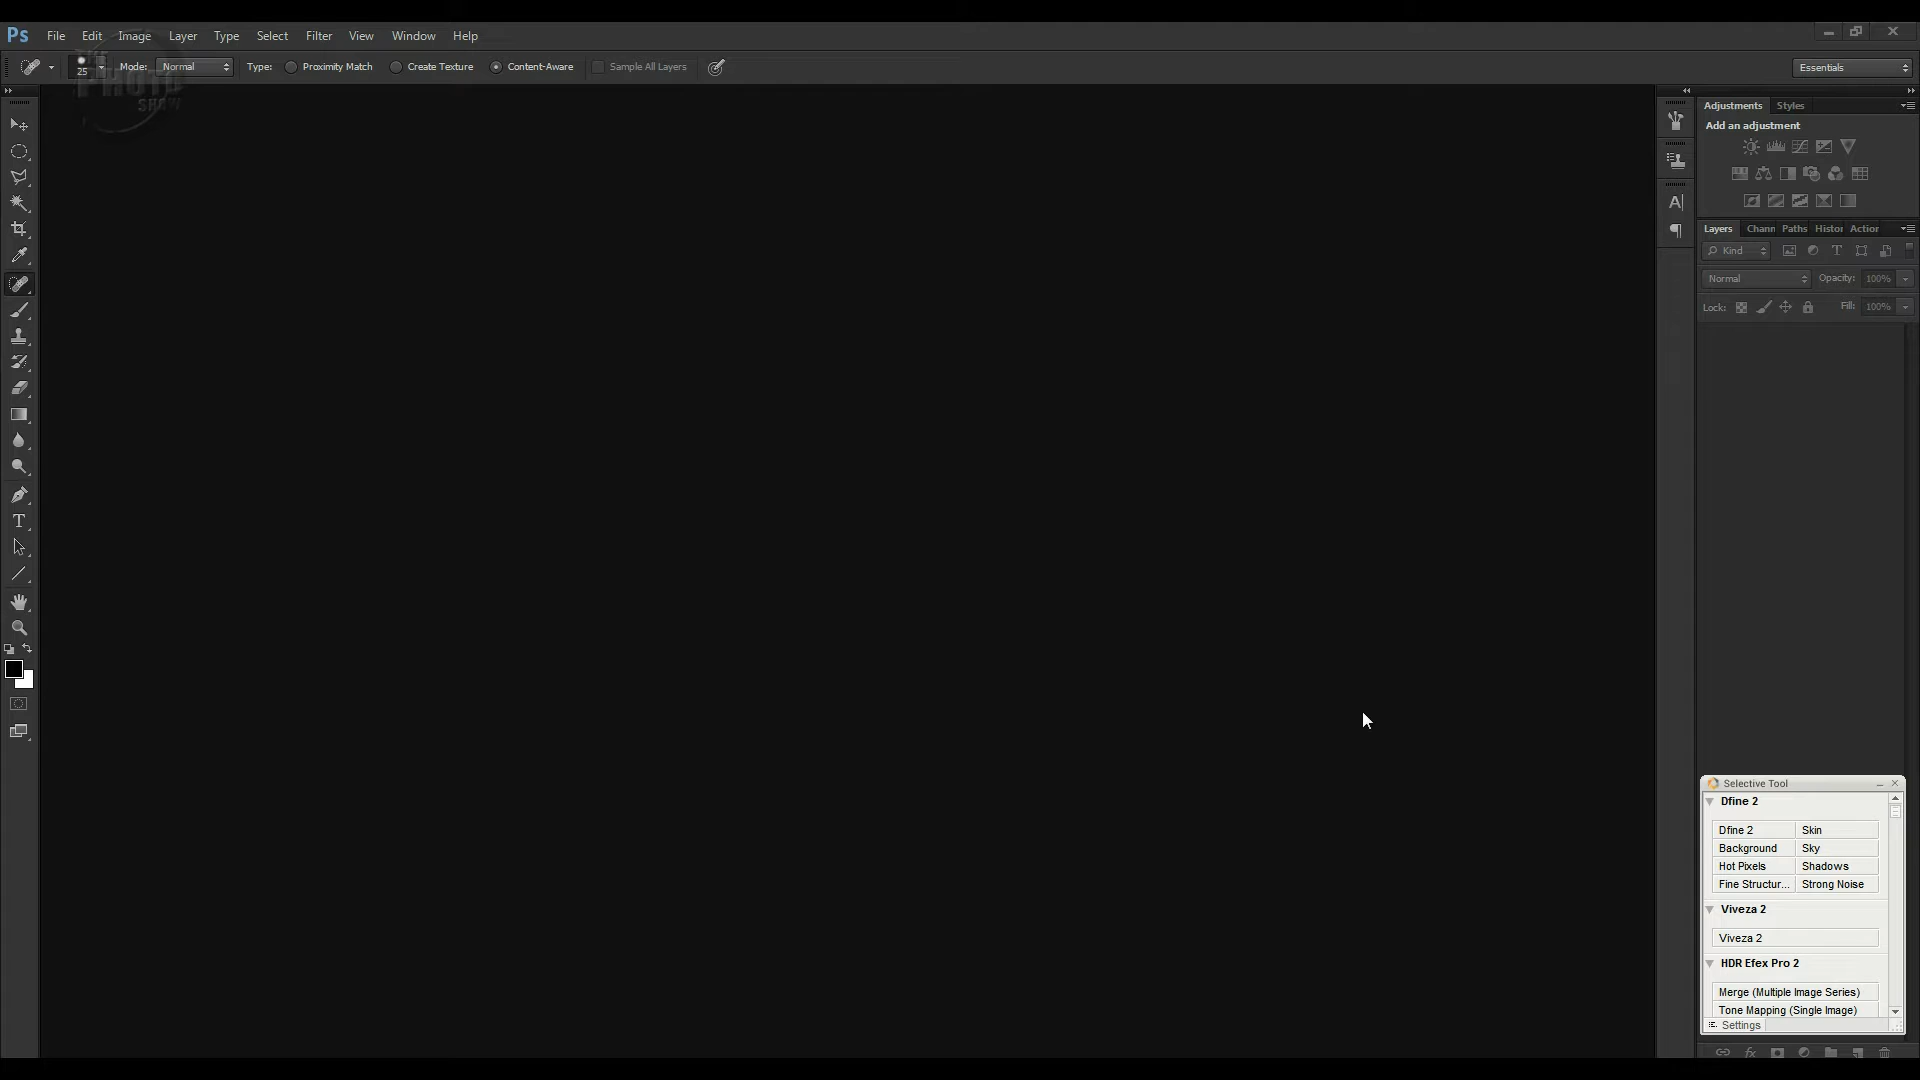 Ps File Edit Image Layer Type Select Filter View Window Help
25 Mode: Normal Type: Proximity Match Create Texture Content-Aware Sample All Layers Essentials
THE
PHOTO
SHOW
Adjustments Styles
Add an adjustment
Layers Chann Paths Histor Action
Kind
Normal Opacity: 100%
Lock: Fill: 100%
Selective Tool
Dfine 2
Dfine 2 Skin
Background Sky
Hot Pixels Shadows
Fine Structur... Strong Noise
Viveza 2
Viveza 2
HDR Efex Pro 2
Merge (Multiple Image Series)
Tone Mapping (Single Image)
Settings